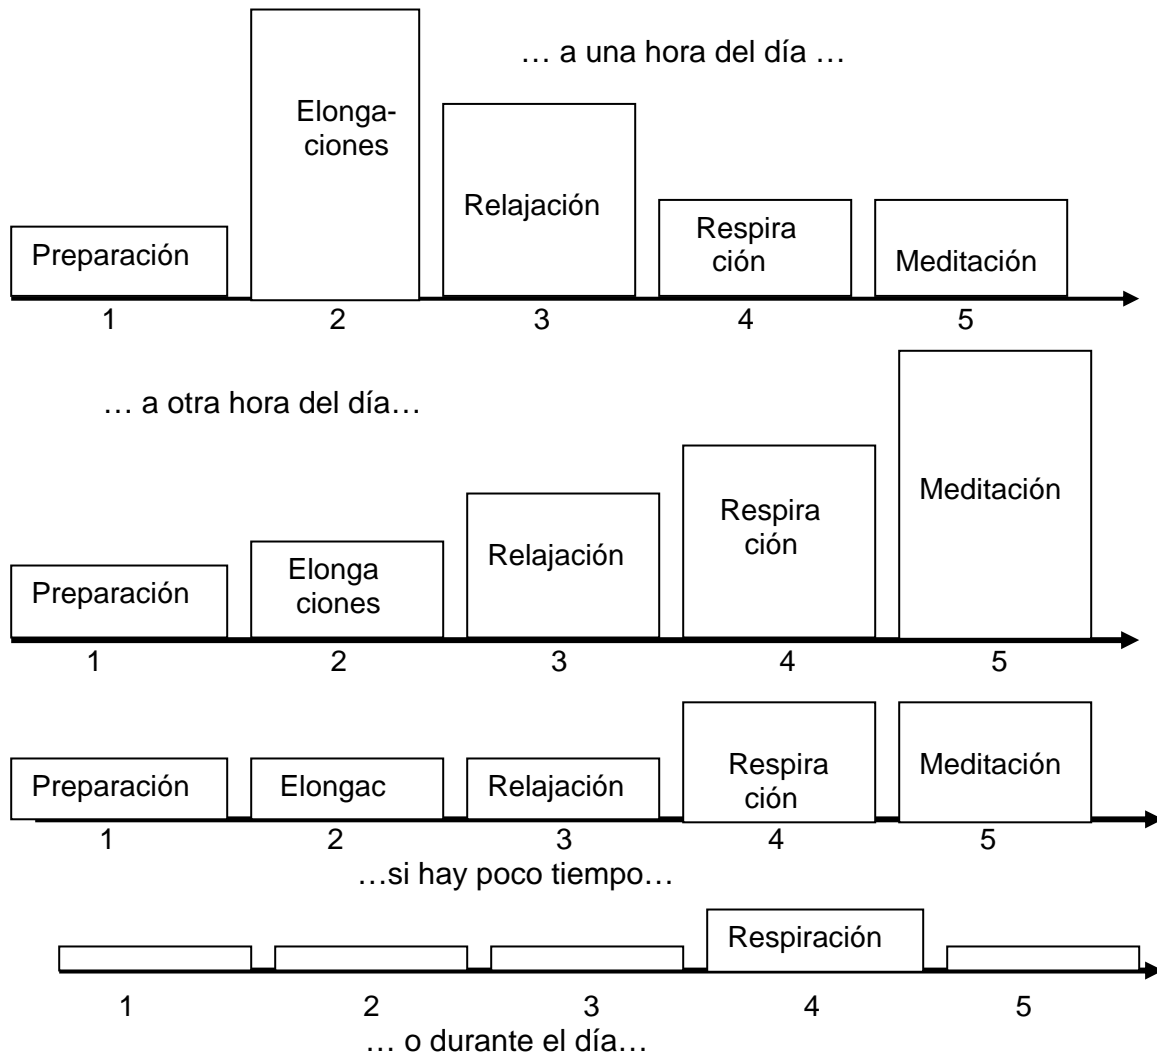 … a una hora del día …
Elonga-
ciones
Relajación
Respira
ción
Preparación
Meditación
1 2 3 4 5
… a otra hora del día…
Meditación
Respira
ción
Relajación
Elonga
ciones
Preparación
1 2 3 4 5
Preparación
Elongac
Relajación
Respira
ción
Meditación
1 2 3 4 5
…si hay poco tiempo…
Respiración
1 2 3 4 5
… o durante el día…